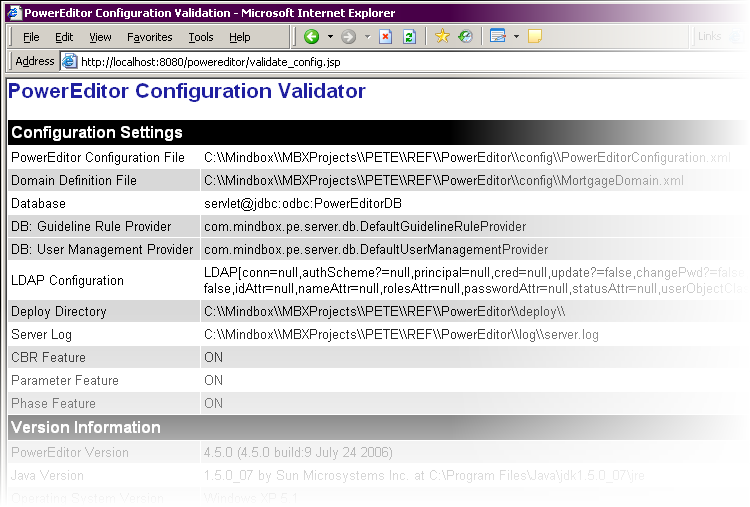 PowerEditor Configuration Validation - Microsoft Internet Explorer
File Edit View Favorites Tools Help Links
Address http://localhost:8080/powereditor/validate_config.jsp
PowerEditor Configuration Validator
Configuration Settings
PowerEditor Configuration File C:\\Mindbox\\MBXProjects\\PETE\\REF\\PowerEditor\\config\\PowerEditorConfiguration.xml
Domain Definition File C:\\Mindbox\\MBXProjects\\PETE\\REF\\PowerEditor\\config\\MortgageDomain.xml
Database servlet@jdbc:odbc:PowerEditorDB
DB: Guideline Rule Provider com.mindbox.pe.server.db.DefaultGuidelineRuleProvider
DB: User Management Provider com.mindbox.pe.server.db.DefaultUserManagementProvider
LDAP Configuration LDAP[conn=null,authScheme?=null,principal=null,cred=null,update?=false,changePwd?=false
false,idAttr=null,nameAttr=null,rolesAttr=null,passwordAttr=null,statusAttr=null,userObjectCla
Deploy Directory C:\\Mindbox\\MBXProjects\\PETE\\REF\\PowerEditor\\deploy\\
Server Log C:\\Mindbox\\MBXProjects\\PETE\\REF\\PowerEditor\\log\\server.log
CBR Feature ON
Parameter Feature ON
Phase Feature ON
Version Information
PowerEditor Version 4.5.0 (4.5.0 build:9 July 24 2006)
Java Version 1.5.0_07 by Sun Microsystems Inc. at C:\Program Files\Java\jdk1.5.0_07\jre
Operating System Version Windows XP 5.1